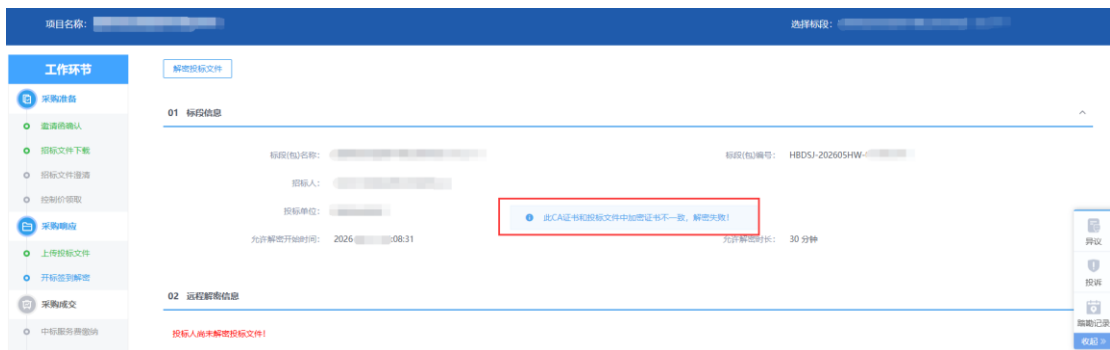 项目名称：
选择标段：
工作环节
解密投标文件
采购准备
01 标段信息
邀请函确认
招标文件下载
标段(包)名称：
标段(包)编号： HBDSJ-202605HW-
招标文件澄清
招标人：
控制价领取
投标单位：
此CA证书和投标文件中加密证书不一致，解密失败！
采购响应
允许解密开始时间： 2026 :08:31
允许解密时长： 30 分钟
异议
上传投标文件
投诉
开标签到解密
02 远程解密信息
采购成交
踏勘记录
中标服务费缴纳
投标人尚未解密投标文件！
收起 »